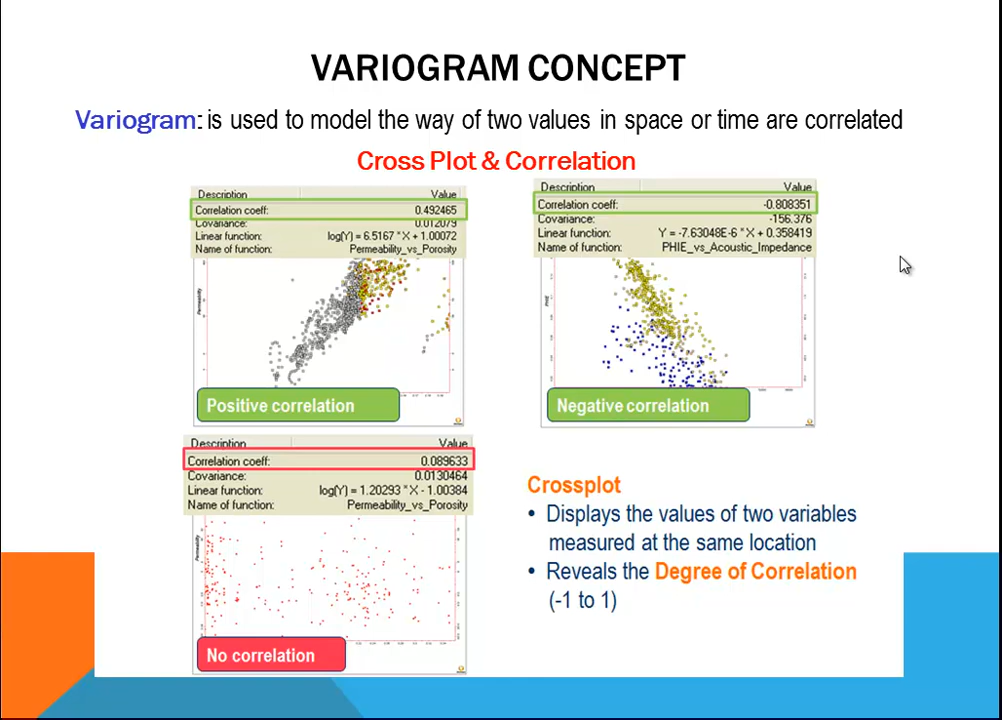 VARIOGRAM CONCEPT
Variogram: is used to model the way of two values in space or time are correlated
Cross Plot & Correlation
Description Value
Correlation coeff: 0.492465
Covariance: 0.012079
Linear function: log(Y) = 6.5167 * X + 1.00072
Name of function: Permeability_vs_Porosity
Permeability
Positive correlation
Description Value
Correlation coeff: -0.808351
Covariance: -156.376
Linear function: Y = -7.63048E-6 * X + 0.358419
Name of function: PHIE_vs_Acoustic_Impedance
PHIE
Negative correlation
Description Value
Correlation coeff: 0.089633
Covariance: 0.0130464
Linear function: log(Y) = 1.20293 * X - 1.00384
Name of function: Permeability_vs_Porosity
Permeability
No correlation
Crossplot
• Displays the values of two variables
measured at the same location
• Reveals the Degree of Correlation
(-1 to 1)